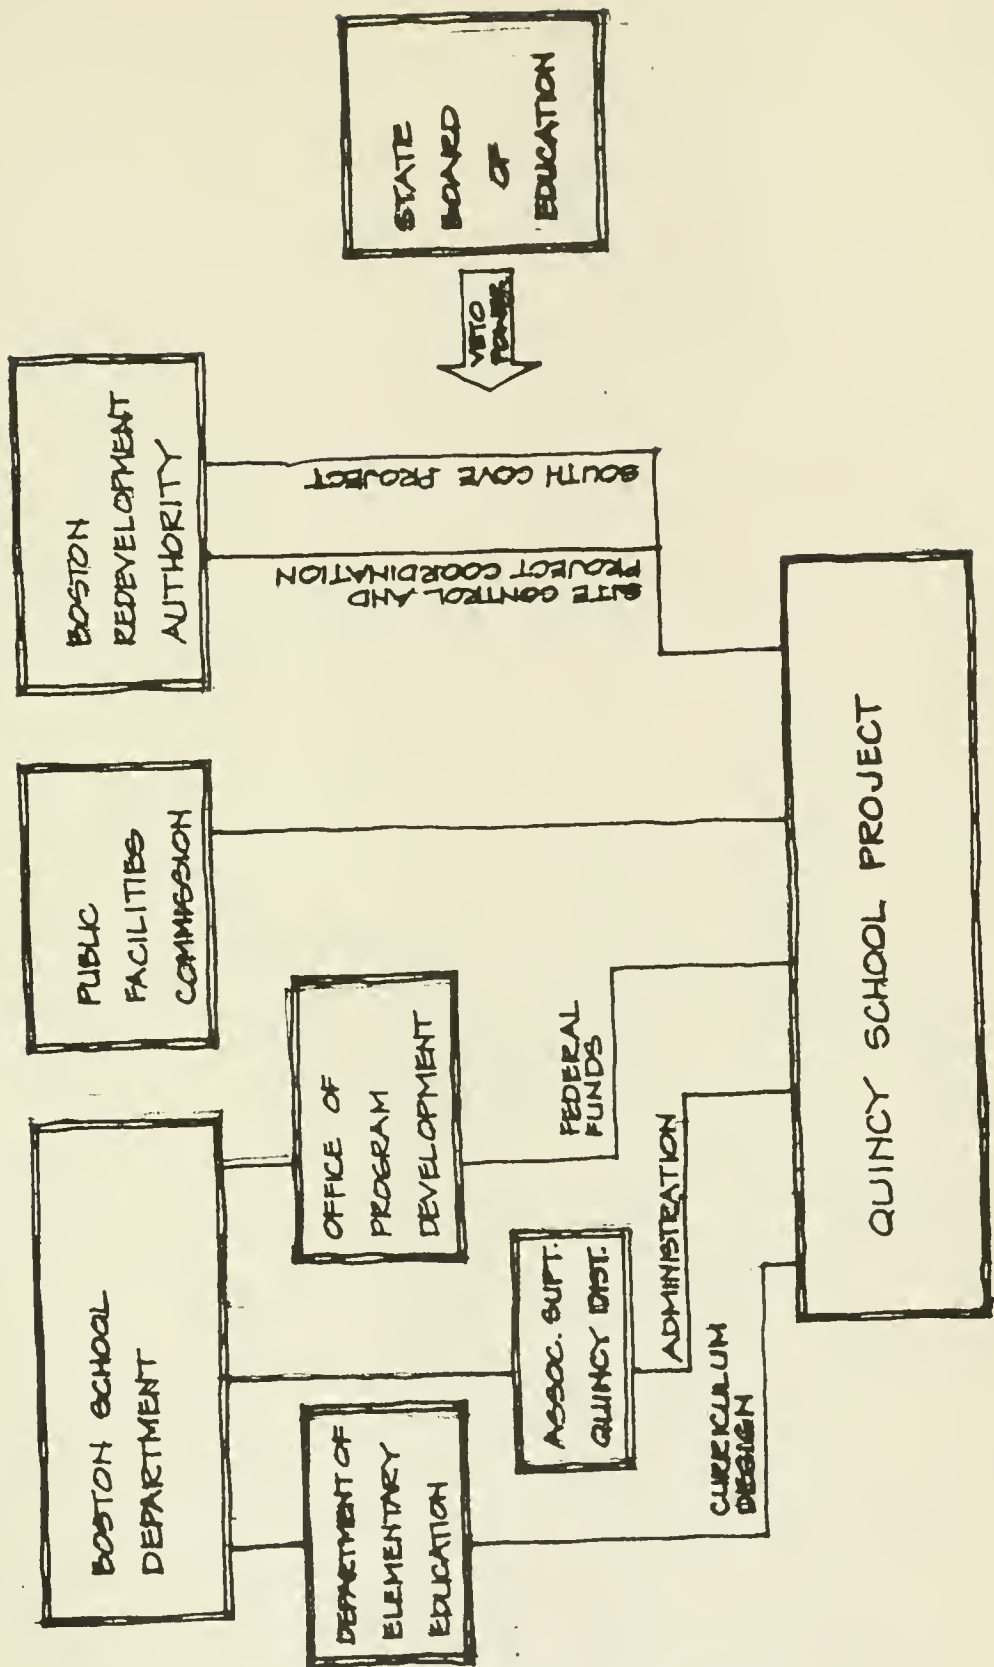 BOSTON SCHOOL
DEPARTMENT
PUBLIC
FACILITIES
COMMISSION
BOSTON
REDEVELOPMENT
AUTHORITY
STATE
BOARD
OF
EDUCATION
VETO
POWER
DEPARTMENT OF
ELEMENTARY
EDUCATION
ASSOC. SUPT.
QUINCY DIST.
OFFICE OF
PROGRAM
DEVELOPMENT
SITE CONTROL AND
PROJECT COORDINATION
SOUTH COVE PROJECT
CURRICULUM
DESIGN
ADMINISTRATION
FEDERAL
FUNDS
QUINCY SCHOOL PROJECT